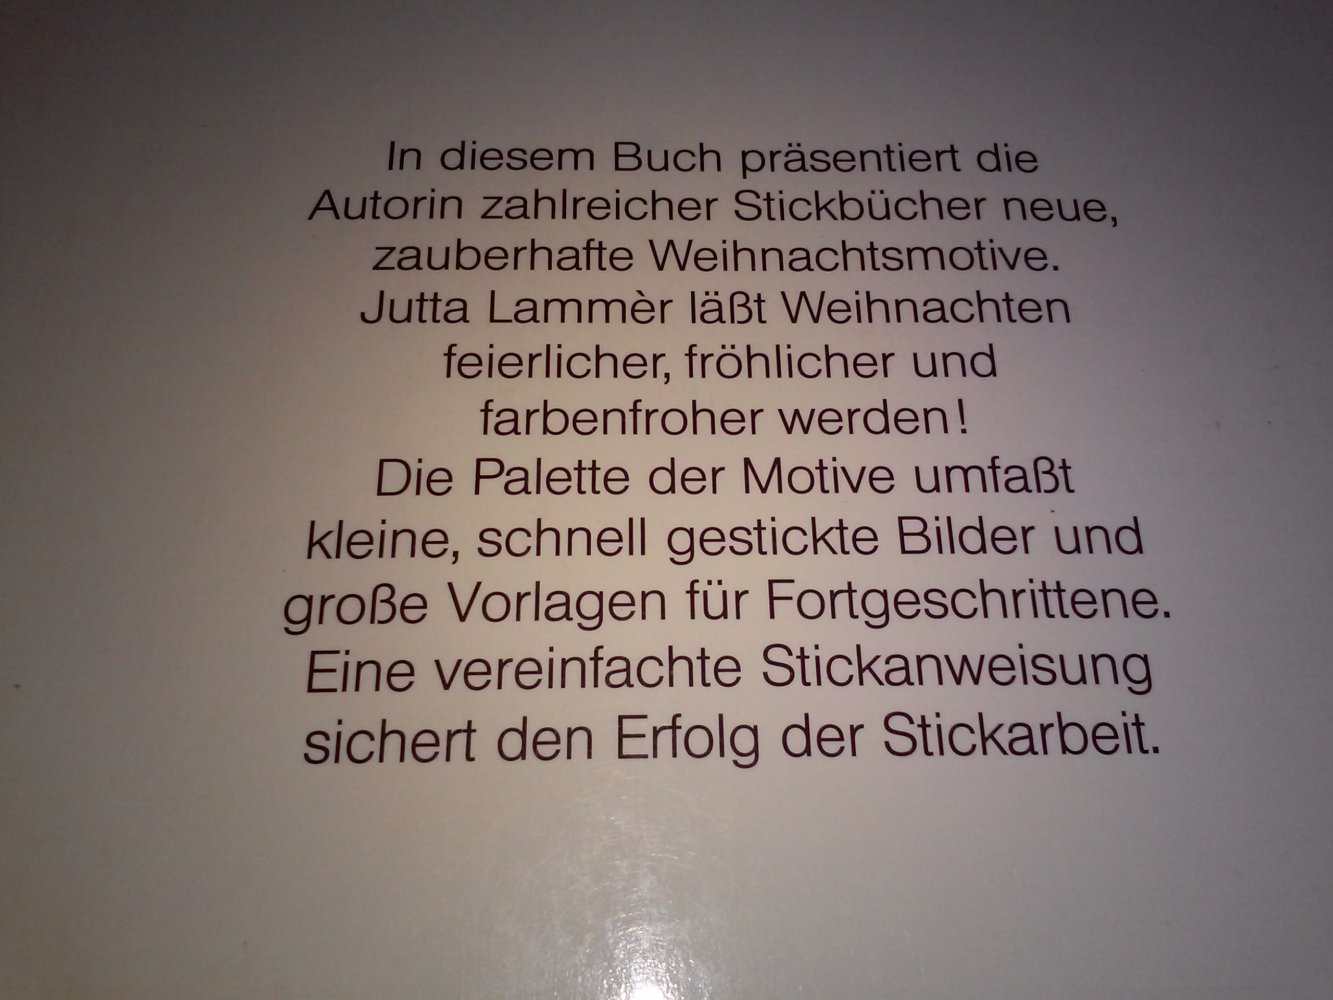 In diesem Buch präsentiert die
Autorin zahlreicher Stickbücher neue,
zauberhafte Weihnachtsmotive.
Jutta Lammèr läßt Weihnachten
feierlicher, fröhlicher und
farbenfroher werden!
Die Palette der Motive umfaßt
kleine, schnell gestickte Bilder und
große Vorlagen für Fortgeschrittene.
Eine vereinfachte Stickanweisung
sichert den Erfolg der Stickarbeit.